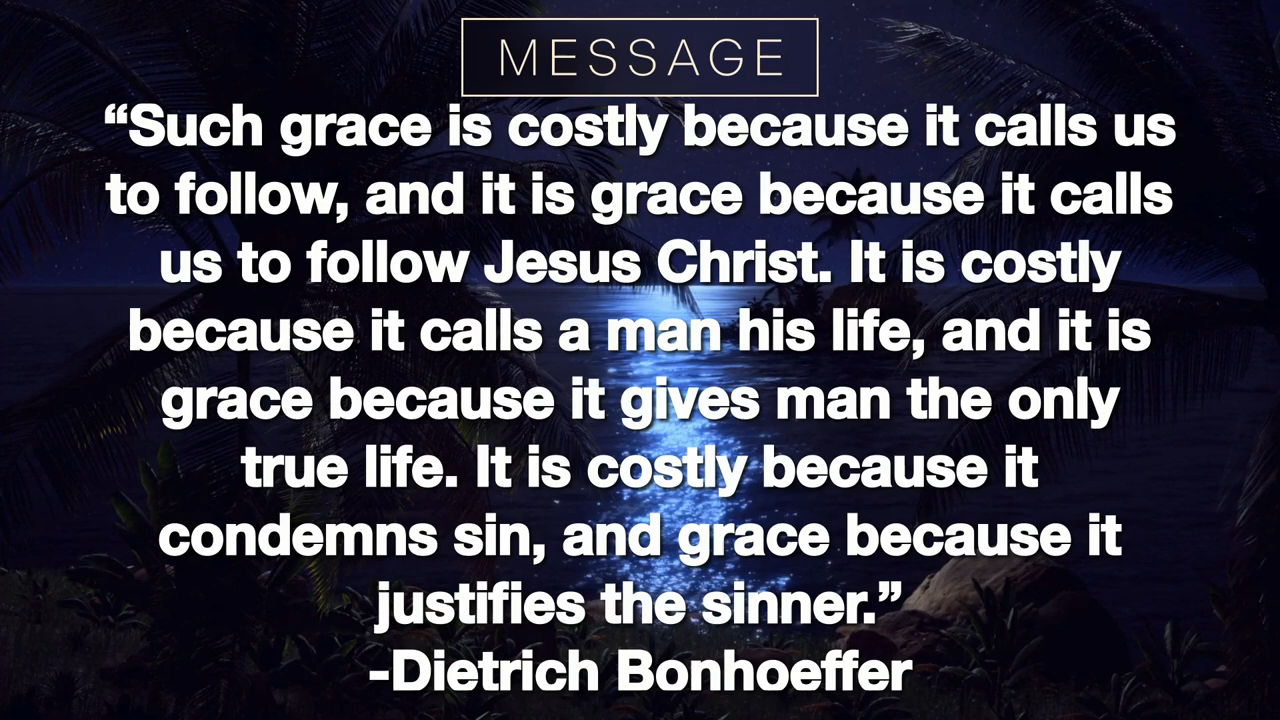 MESSAGE
“Such grace is costly because it calls us
to follow, and it is grace because it calls
us to follow Jesus Christ. It is costly
because it calls a man his life, and it is
grace because it gives man the only
true life. It is costly because it
condemns sin, and grace because it
justifies the sinner.”
-Dietrich Bonhoeffer